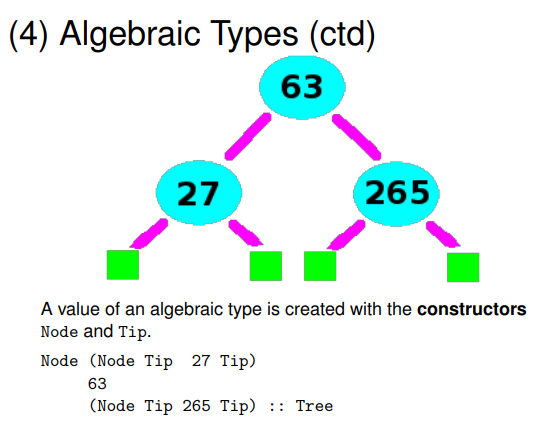 (4) Algebraic Types (ctd)
63
27 265
A value of an algebraic type is created with the constructors
Node and Tip.
Node (Node Tip  27 Tip)
     63
     (Node Tip 265 Tip) :: Tree